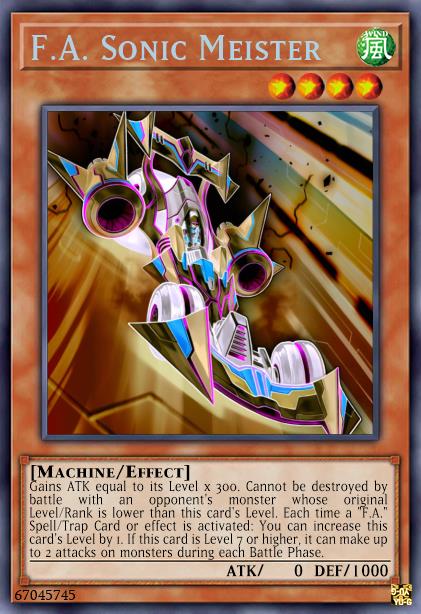 F.A. Sonic Meister
WIND
風
[Machine/Effect]
Gains ATK equal to its Level x 300. Cannot be destroyed by
battle with an opponent's monster whose original
Level/Rank is lower than this card's Level. Each time a "F.A."
Spell/Trap Card or effect is activated: You can increase this
card's Level by 1. If this card is Level 7 or higher, it can make
up to 2 attacks on monsters during each Battle Phase.
ATK/ 0 DEF/1000
67045745